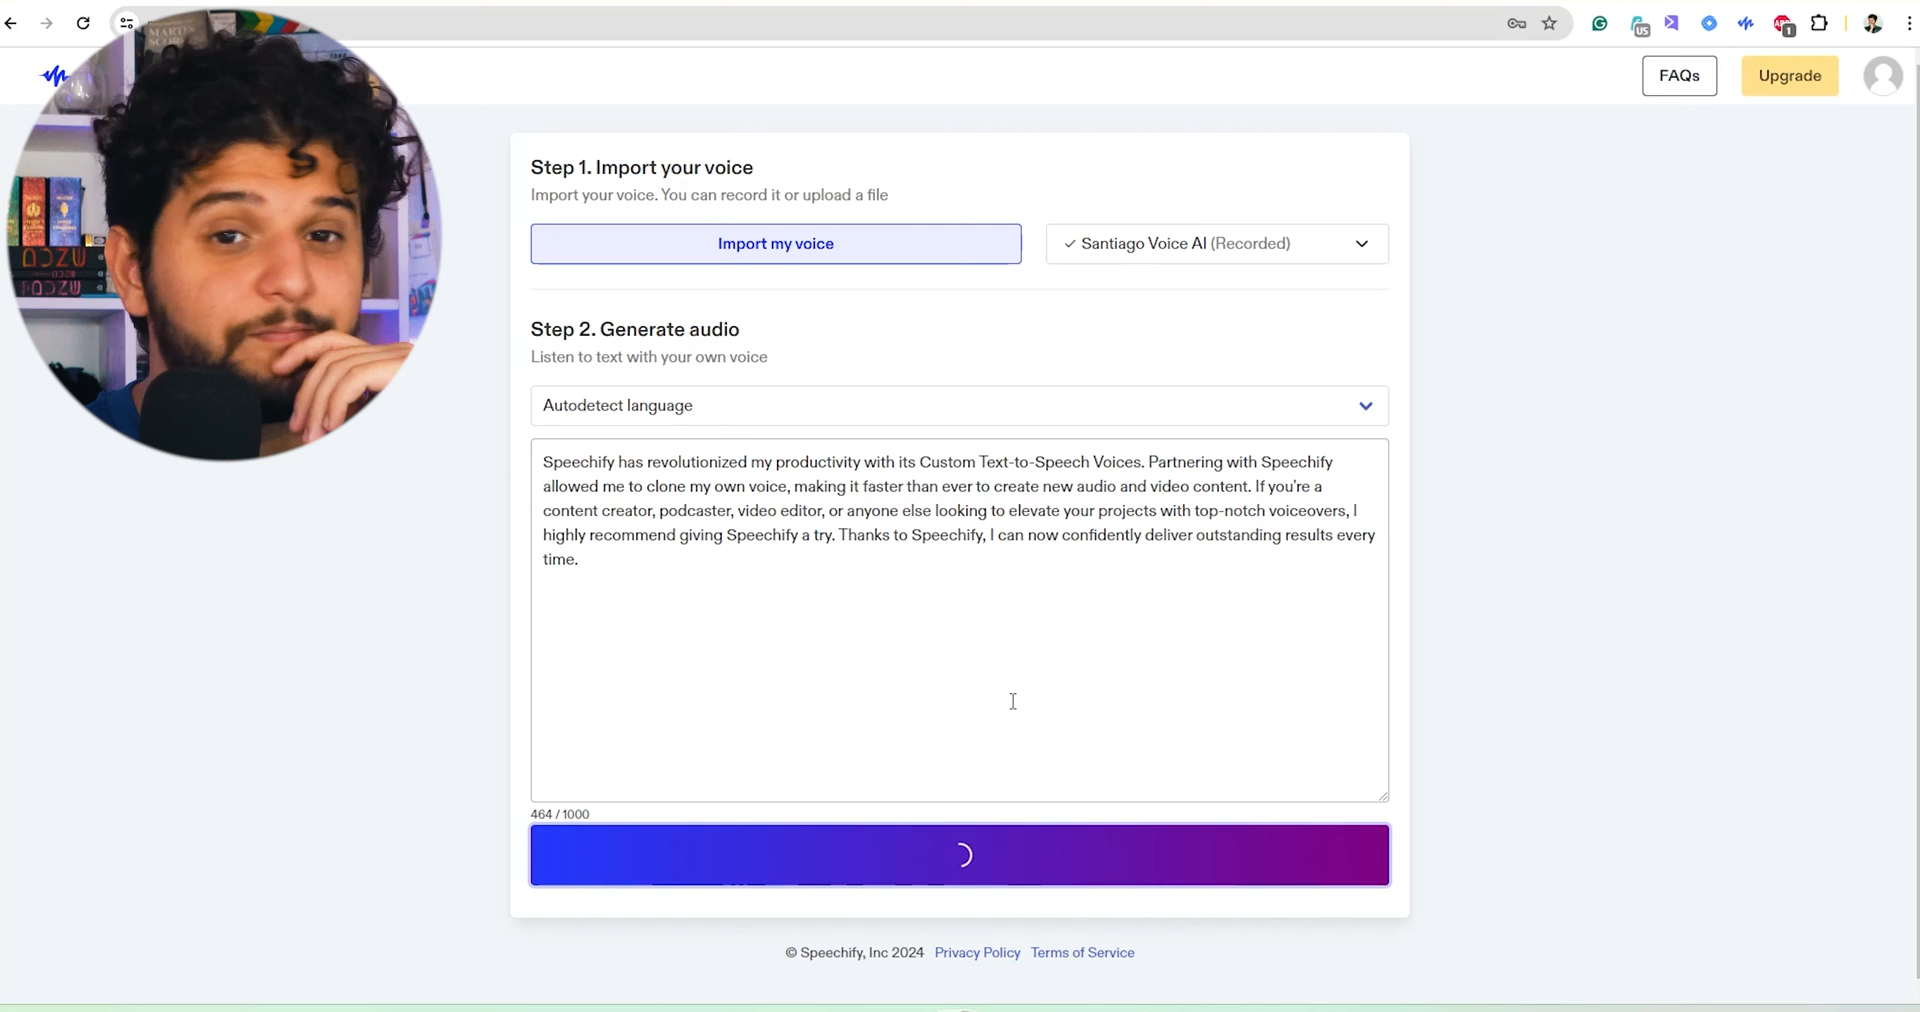 MARTIN
SCOR
US
1
FAQs
Upgrade
Step 1. Import your voice
Import your voice. You can record it or upload a file
Import my voice
Santiago Voice AI (Recorded)
Step 2. Generate audio
Listen to text with your own voice
Autodetect language
Speechify has revolutionized my productivity with its Custom Text-to-Speech Voices. Partnering with Speechify
allowed me to clone my own voice, making it faster than ever to create new audio and video content. If you're a
content creator, podcaster, video editor, or anyone else looking to elevate your projects with top-notch voiceovers, I
highly recommend giving Speechify a try. Thanks to Speechify, I can now confidently deliver outstanding results every
time.
464 / 1000
© Speechify, Inc 2024 Privacy Policy Terms of Service